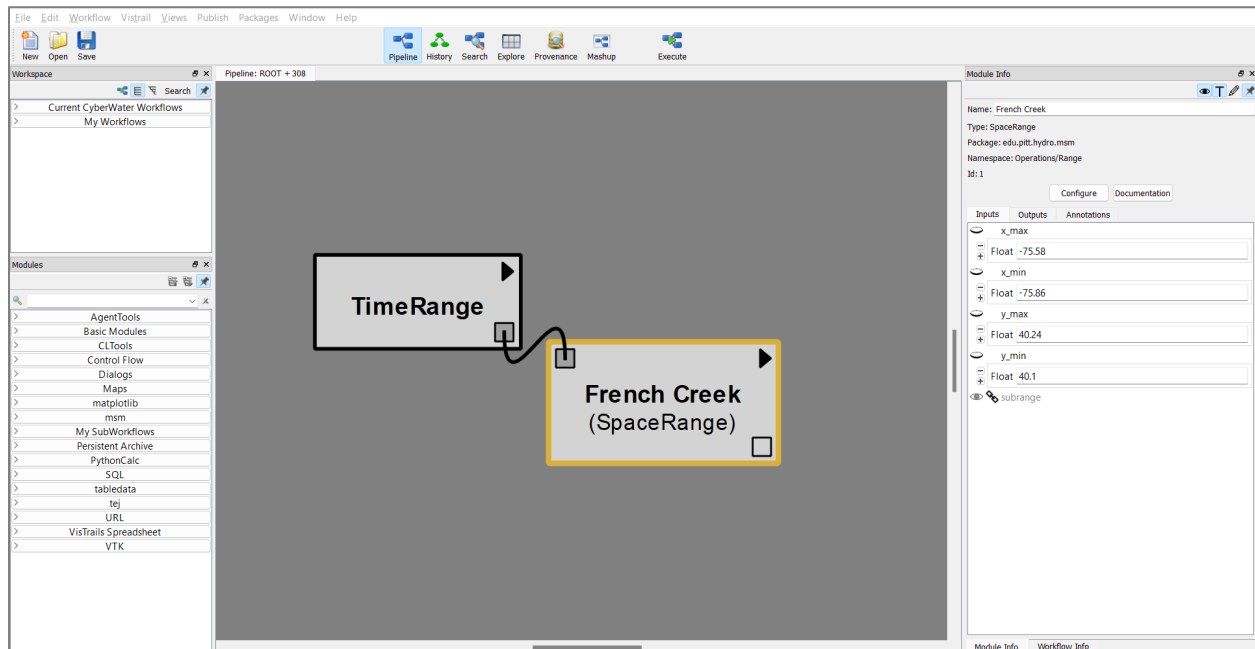 File Edit Workflow Vistrail Views Publish Packages Window Help
New Open Save Pipeline History Search Explore Provenance Mashup Execute
Workspace
Search
Current CyberWater Workflows
My Workflows
Modules
AgentTools
Basic Modules
CLTools
Control Flow
Dialogs
Maps
matplotlib
msm
My SubWorkflows
Persistent Archive
PythonCalc
SQL
tabledata
tej
URL
VisTrails Spreadsheet
VTK
Pipeline: ROOT + 308
TimeRange
French Creek
(SpaceRange)
Module Info
Name: French Creek
Type: SpaceRange
Package: edu.pitt.hydro.msm
Namespace: Operations/Range
Id: 1
Configure Documentation
Inputs Outputs Annotations
x_max
Float -75.58
x_min
Float -75.86
y_max
Float 40.24
y_min
Float 40.1
subrange
Module Info Workflow Info